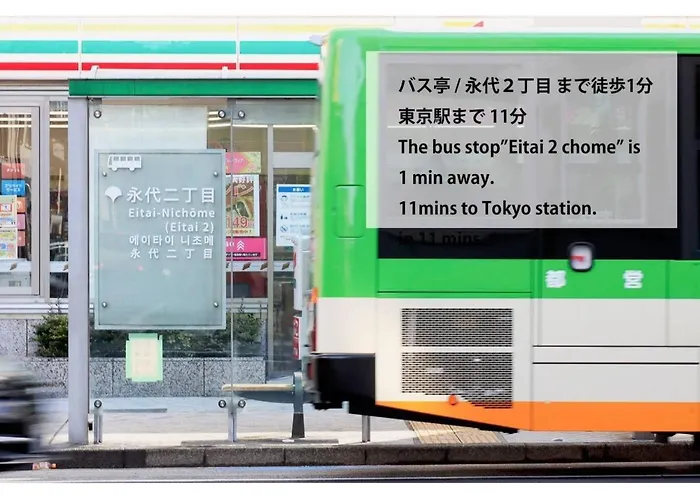 永代二丁目
Eitai-Nichōme
(Eitai 2)
에이타이 니초메
永代二丁目
バス亭 / 永代２丁目 まで徒歩1分
東京駅まで 11分
The bus stop"Eitai 2 chome" is
1 min away.
11mins to Tokyo station.
in 11 mins
都営